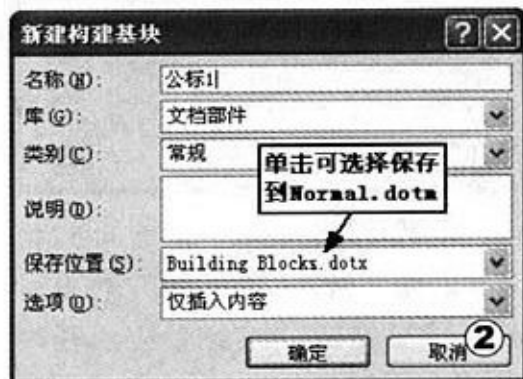 新建构建基块
名称(N): 公标1
库(G): 文档部件
类别(C): 常规
单击可选择保存
到Normal.dotm
说明(D):
保存位置(S): Building Blocks.dotx
选项(O): 仅插入内容
确定 取消
2